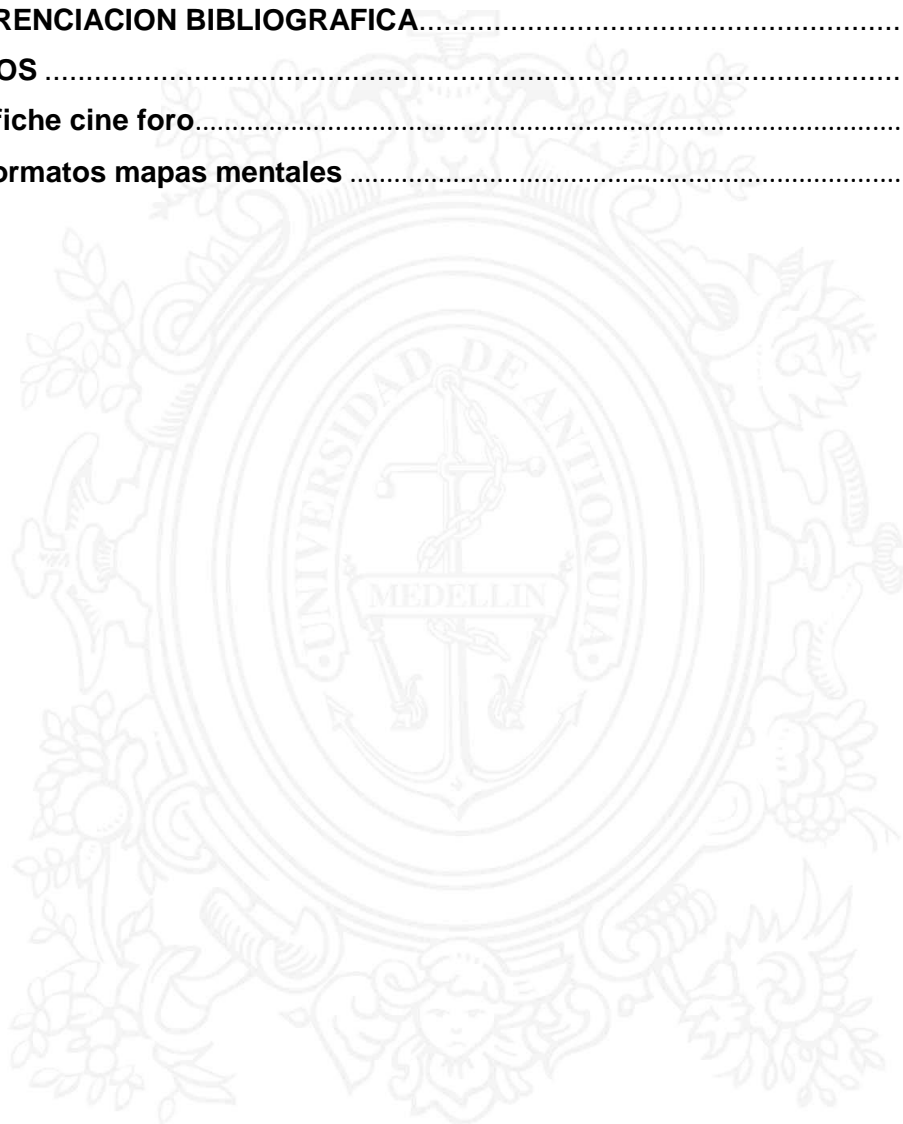 RENCIACION BIBLIOGRAFICA................................................................
OS ........................................................................................................
fiche cine foro...............................................................................................
ormatos mapas mentales ..........................................................................
UNIVERSIDAD DE ANTIOQUIA
MEDELLIN